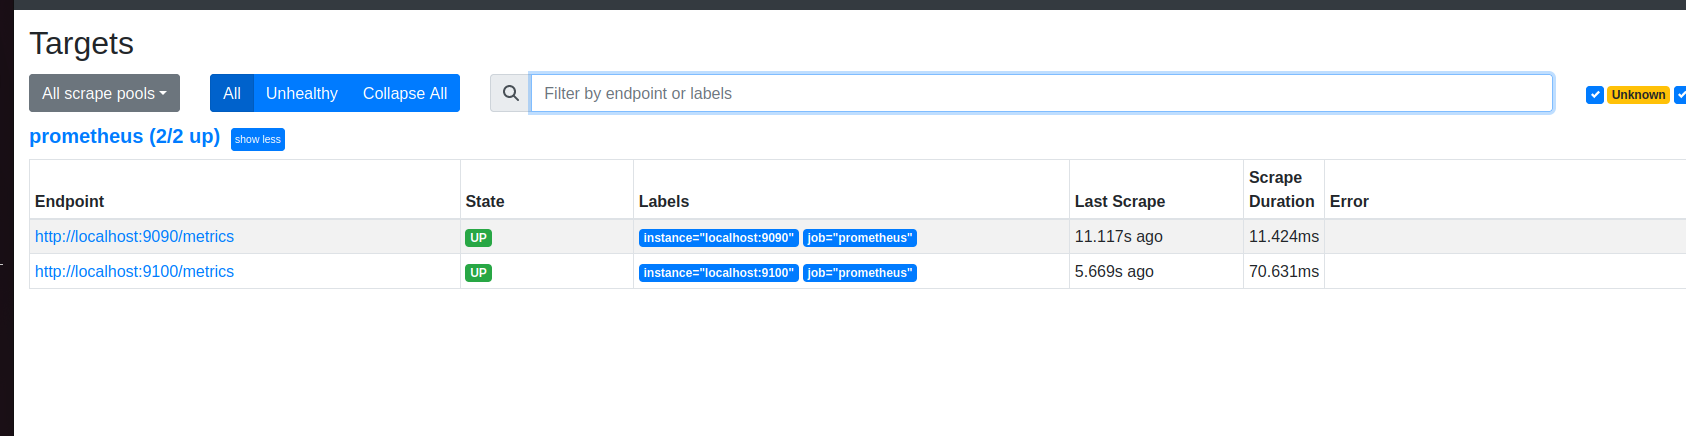 Targets
All scrape pools All Unhealthy Collapse All Filter by endpoint or labels Unknown
prometheus (2/2 up) show less
Endpoint State Labels Last Scrape Scrape Duration Error
http://localhost:9090/metrics UP instance="localhost:9090" job="prometheus" 11.117s ago 11.424ms
http://localhost:9100/metrics UP instance="localhost:9100" job="prometheus" 5.669s ago 70.631ms